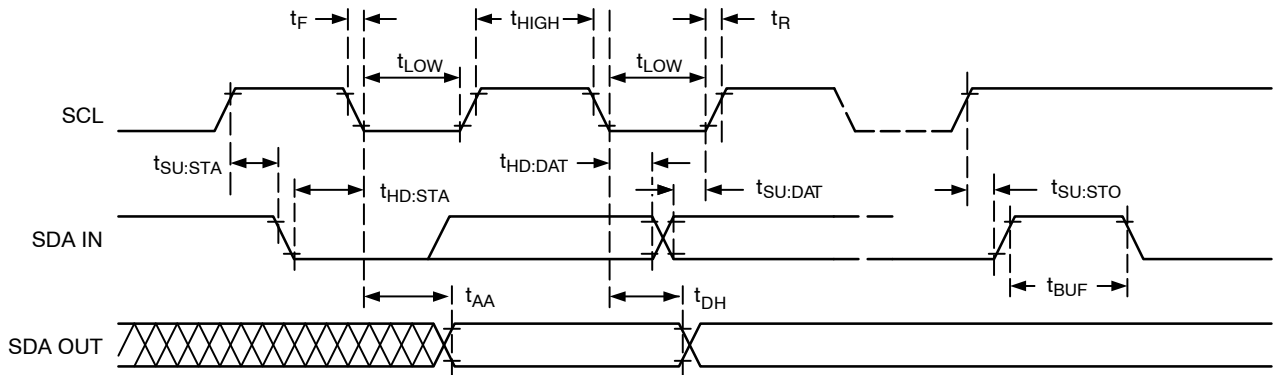 tF
tHIGH
tR
tLOW
tLOW
SCL
tSU:STA
tHD:DAT
tHD:STA
tSU:DAT
tSU:STO
SDA IN
tBUF
tAA
tDH
SDA OUT